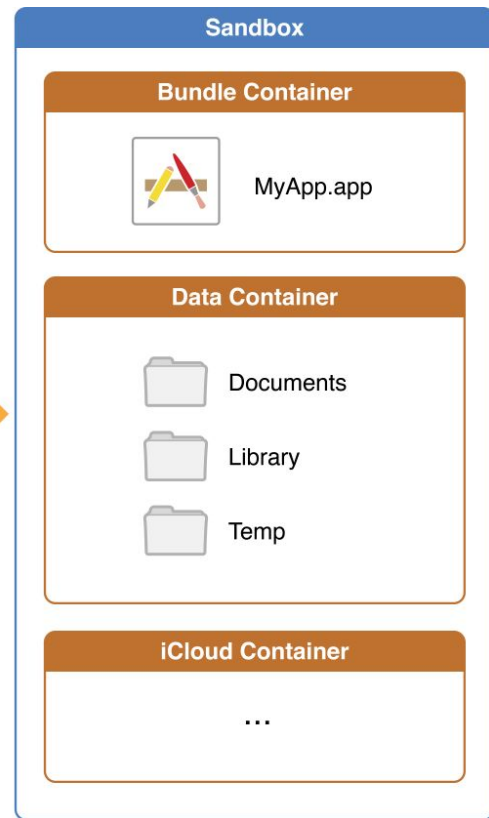 Sandbox
Bundle Container
MyApp.app
Data Container
Documents
Library
Temp
iCloud Container
...